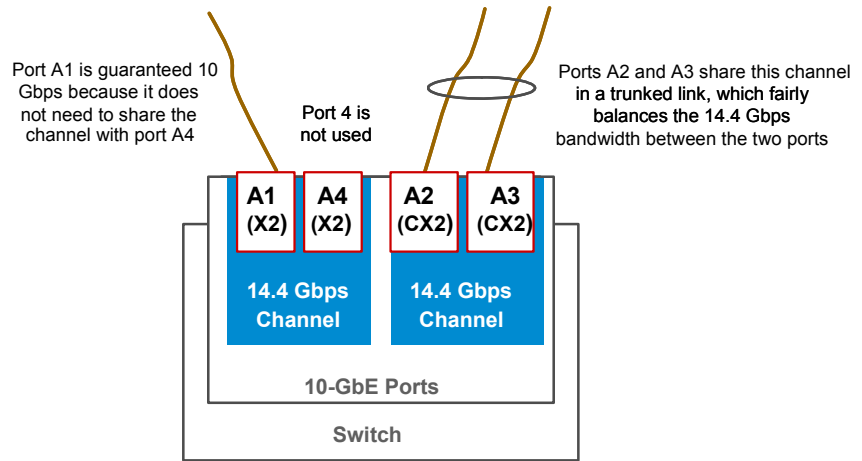 Port A1 is guaranteed 10
Gbps because it does
not need to share the
channel with port A4
Port 4 is
not used
Ports A2 and A3 share this channel
in a trunked link, which fairly
balances the 14.4 Gbps
bandwidth between the two ports
A1
(X2)
A4
(X2)
A2
(CX2)
A3
(CX2)
14.4 Gbps
Channel
14.4 Gbps
Channel
10-GbE Ports
Switch